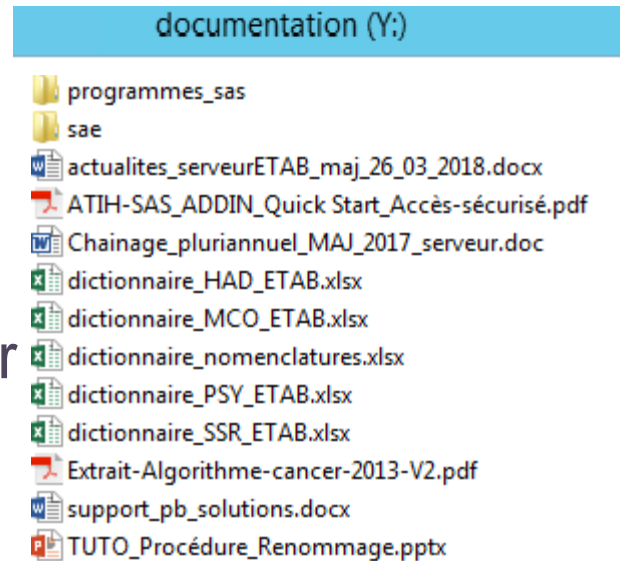 documentation (Y:)
programmes_sas
sae
actualites_serveurETAB_maj_26_03_2018.docx
ATIH-SAS_ADDIN_Quick Start_Accès-sécurisé.pdf
Chainage_pluriannuel_MAJ_2017_serveur.doc
dictionnaire_HAD_ETAB.xlsx
dictionnaire_MCO_ETAB.xlsx
r dictionnaire_nomenclatures.xlsx
dictionnaire_PSY_ETAB.xlsx
dictionnaire_SSR_ETAB.xlsx
Extrait-Algorithme-cancer-2013-V2.pdf
support_pb_solutions.docx
TUTO_Procédure_Renommage.pptx